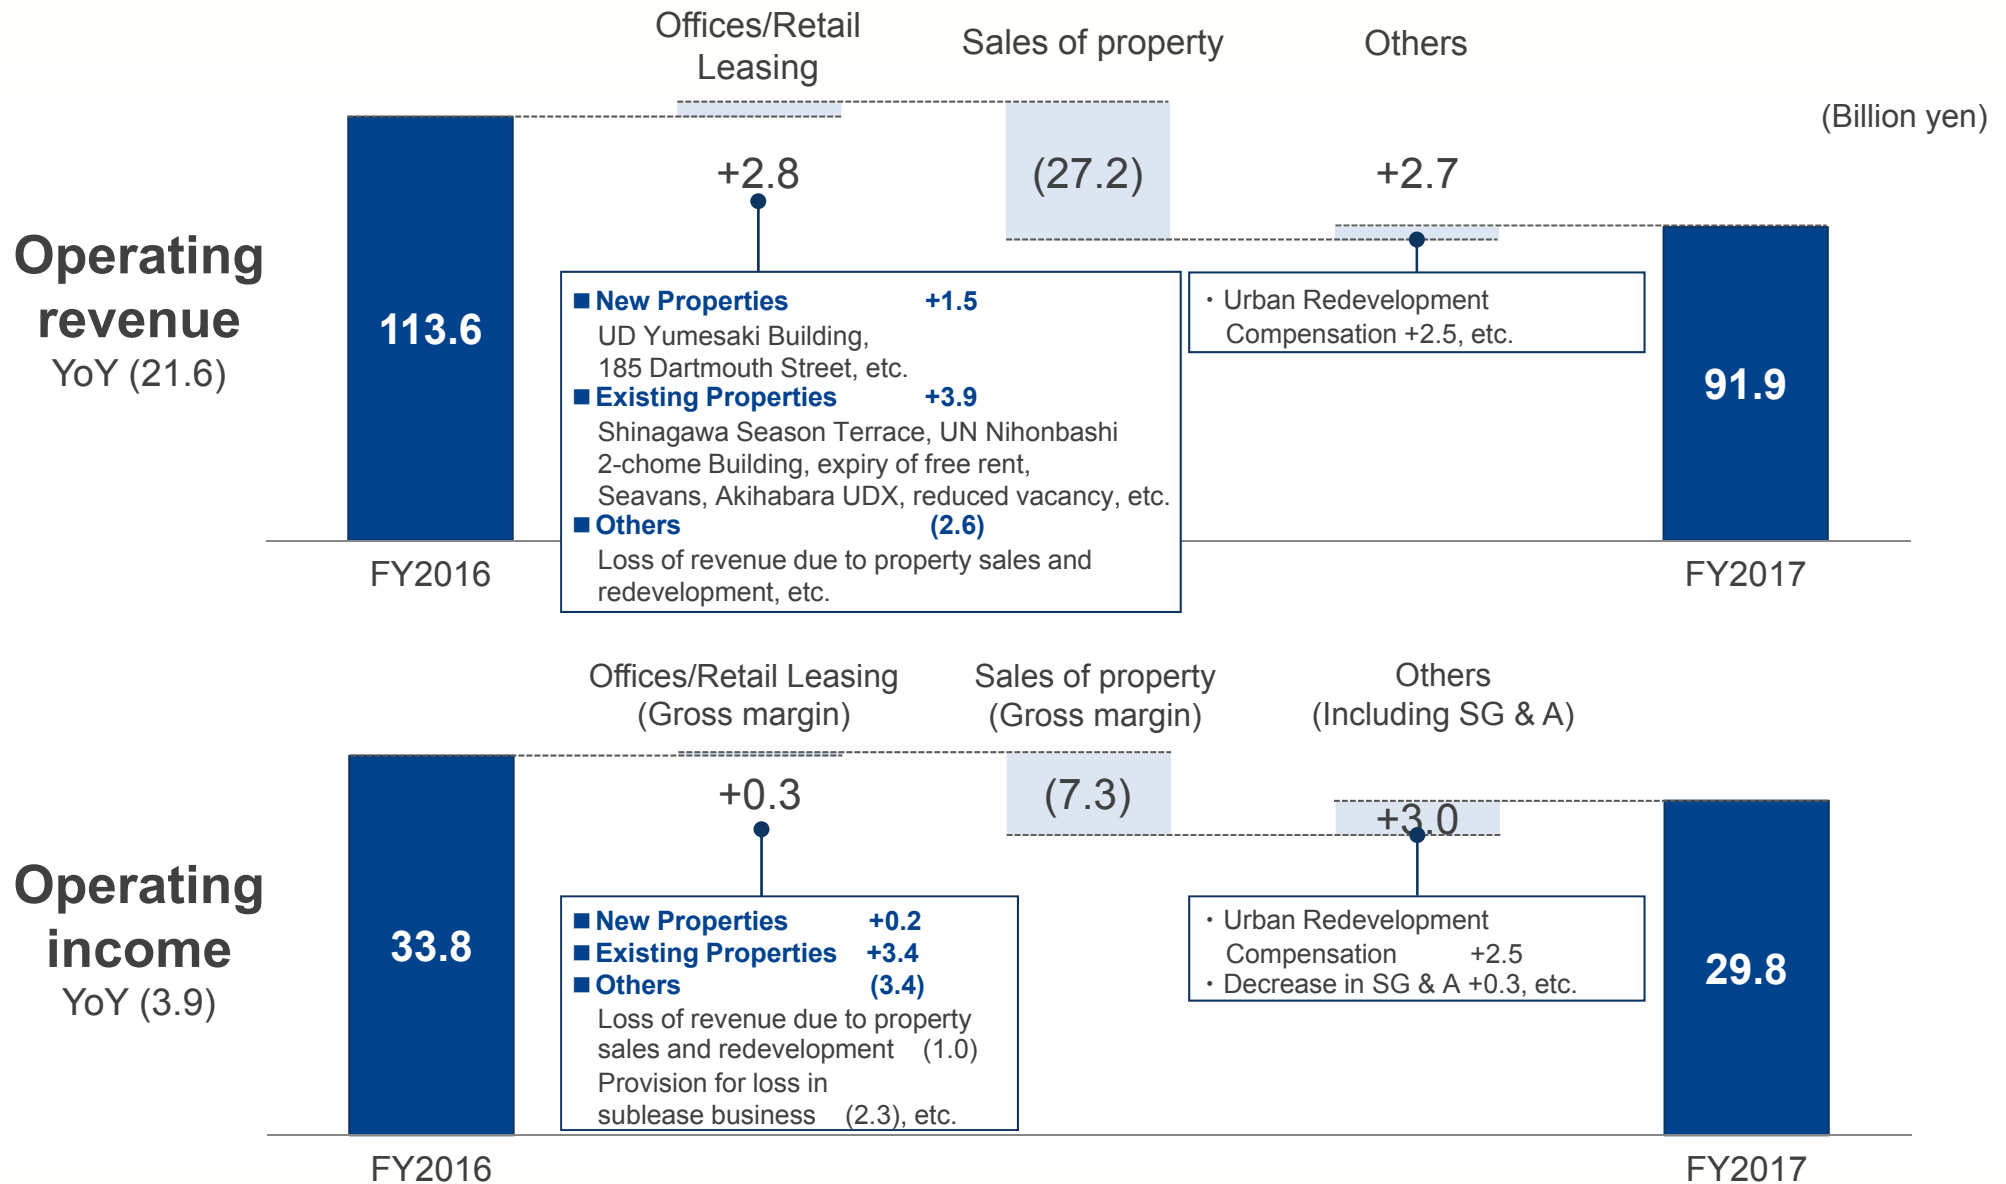 Offices/Retail
Leasing
Sales of property
Others
(Billion yen)
+2.8
(27.2)
+2.7
Operating
revenue
YoY (21.6)
113.6
■ New Properties +1.5
UD Yumesaki Building,
185 Dartmouth Street, etc.
■ Existing Properties +3.9
Shinagawa Season Terrace, UN Nihonbashi
2-chome Building, expiry of free rent,
Seavans, Akihabara UDX, reduced vacancy, etc.
■ Others (2.6)
Loss of revenue due to property sales and
redevelopment, etc.
・Urban Redevelopment
Compensation +2.5, etc.
91.9
FY2016
FY2017
Offices/Retail Leasing
(Gross margin)
Sales of property
(Gross margin)
Others
(Including SG & A)
+0.3
(7.3)
+3.0
Operating
income
YoY (3.9)
33.8
■ New Properties +0.2
■ Existing Properties +3.4
■ Others (3.4)
Loss of revenue due to property
sales and redevelopment (1.0)
Provision for loss in
sublease business (2.3), etc.
・Urban Redevelopment
Compensation +2.5
・Decrease in SG & A +0.3, etc.
29.8
FY2016
FY2017